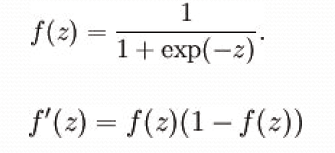 f(z) = 1 / (1 + exp(−z)).
f′(z) = f(z)(1 − f(z))